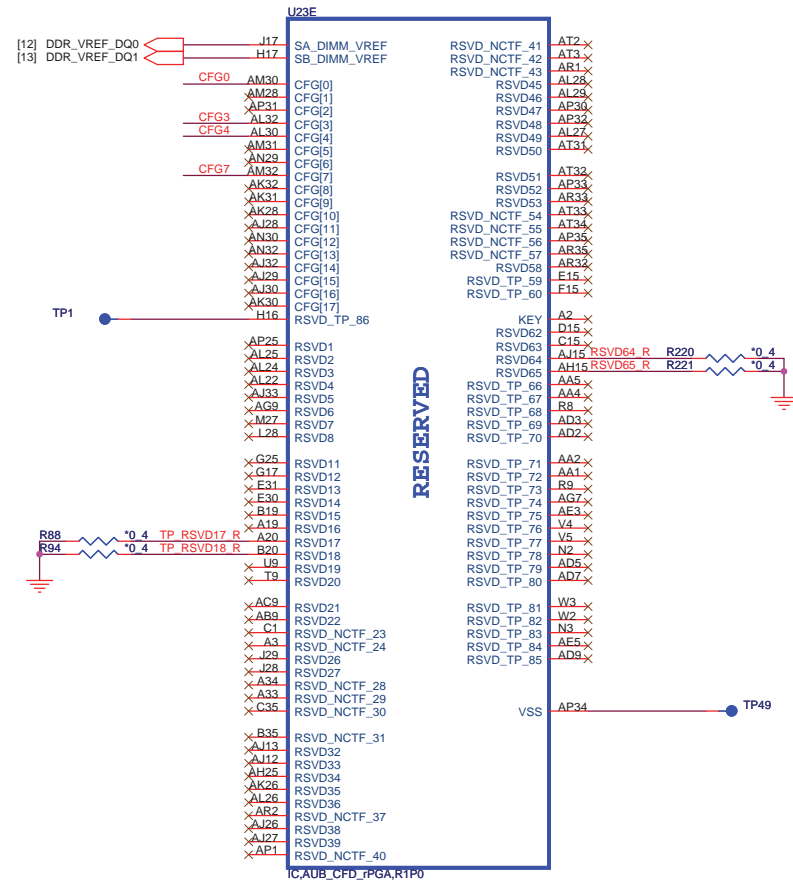 U23E
[12] DDR_VREF_DQ0 J17 SA_DIMM_VREF
[13] DDR_VREF_DQ1 H17 SB_DIMM_VREF
CFG0 AM30 CFG[0]
AM28 CFG[1]
AP31 CFG[2]
CFG3 AL32 CFG[3]
CFG4 AL30 CFG[4]
AM31 CFG[5]
AN29 CFG[6]
CFG7 AM32 CFG[7]
AK32 CFG[8]
AK31 CFG[9]
AK28 CFG[10]
AJ28 CFG[11]
AN30 CFG[12]
AN32 CFG[13]
AJ32 CFG[14]
AJ29 CFG[15]
AJ30 CFG[16]
AK30 CFG[17]
TP1 H16 RSVD_TP_86
AP25 RSVD1
AL25 RSVD2
AL24 RSVD3
AL22 RSVD4
AJ33 RSVD5
AG9 RSVD6
M27 RSVD7
L28 RSVD8
G25 RSVD11
G17 RSVD12
E31 RSVD13
E30 RSVD14
B19 RSVD15
A19 RSVD16
R88 *0_4 TP_RSVD17_R A20 RSVD17
R94 *0_4 TP_RSVD18_R B20 RSVD18
U9 RSVD19
T9 RSVD20
AC9 RSVD21
AB9 RSVD22
C1 RSVD_NCTF_23
A3 RSVD_NCTF_24
J29 RSVD26
J28 RSVD27
A34 RSVD_NCTF_28
A33 RSVD_NCTF_29
C35 RSVD_NCTF_30
B35 RSVD_NCTF_31
AJ13 RSVD32
AJ12 RSVD33
AH25 RSVD34
AK26 RSVD35
AL26 RSVD36
AR2 RSVD_NCTF_37
AJ26 RSVD38
AJ27 RSVD39
AP1 RSVD_NCTF_40
RESERVED
RSVD_NCTF_41 AT2
RSVD_NCTF_42 AT3
RSVD_NCTF_43 AR1
RSVD45 AL28
RSVD46 AL29
RSVD47 AP30
RSVD48 AP32
RSVD49 AL27
RSVD50 AT31
RSVD51 AT32
RSVD52 AP33
RSVD53 AR33
RSVD_NCTF_54 AT33
RSVD_NCTF_55 AT34
RSVD_NCTF_56 AP35
RSVD_NCTF_57 AR35
RSVD58 AR32
RSVD_TP_59 E15
RSVD_TP_60 F15
KEY A2
RSVD62 D15
RSVD63 C15
RSVD64 AJ15 RSVD64_R R220 *0_4
RSVD65 AH15 RSVD65_R R221 *0_4
RSVD_TP_66 AA5
RSVD_TP_67 AA4
RSVD_TP_68 R8
RSVD_TP_69 AD3
RSVD_TP_70 AD2
RSVD_TP_71 AA2
RSVD_TP_72 AA1
RSVD_TP_73 R9
RSVD_TP_74 AG7
RSVD_TP_75 AE3
RSVD_TP_76 V4
RSVD_TP_77 V5
RSVD_TP_78 N2
RSVD_TP_79 AD5
RSVD_TP_80 AD7
RSVD_TP_81 W3
RSVD_TP_82 W2
RSVD_TP_83 N3
RSVD_TP_84 AE5
RSVD_TP_85 AD9
VSS AP34 TP49
IC,AUB_CFD_rPGA,R1P0